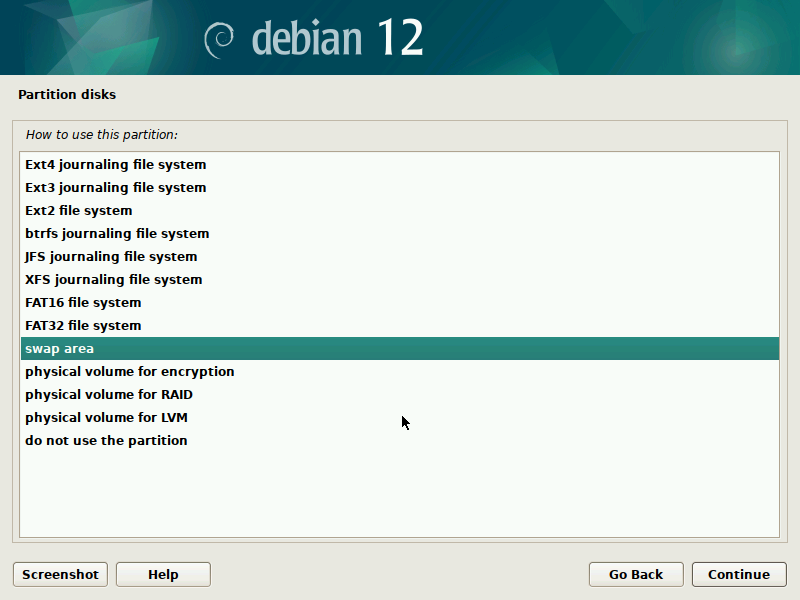 debian 12
Partition disks
How to use this partition:
Ext4 journaling file system
Ext3 journaling file system
Ext2 file system
btrfs journaling file system
JFS journaling file system
XFS journaling file system
FAT16 file system
FAT32 file system
swap area
physical volume for encryption
physical volume for RAID
physical volume for LVM
do not use the partition
Screenshot Help Go Back Continue